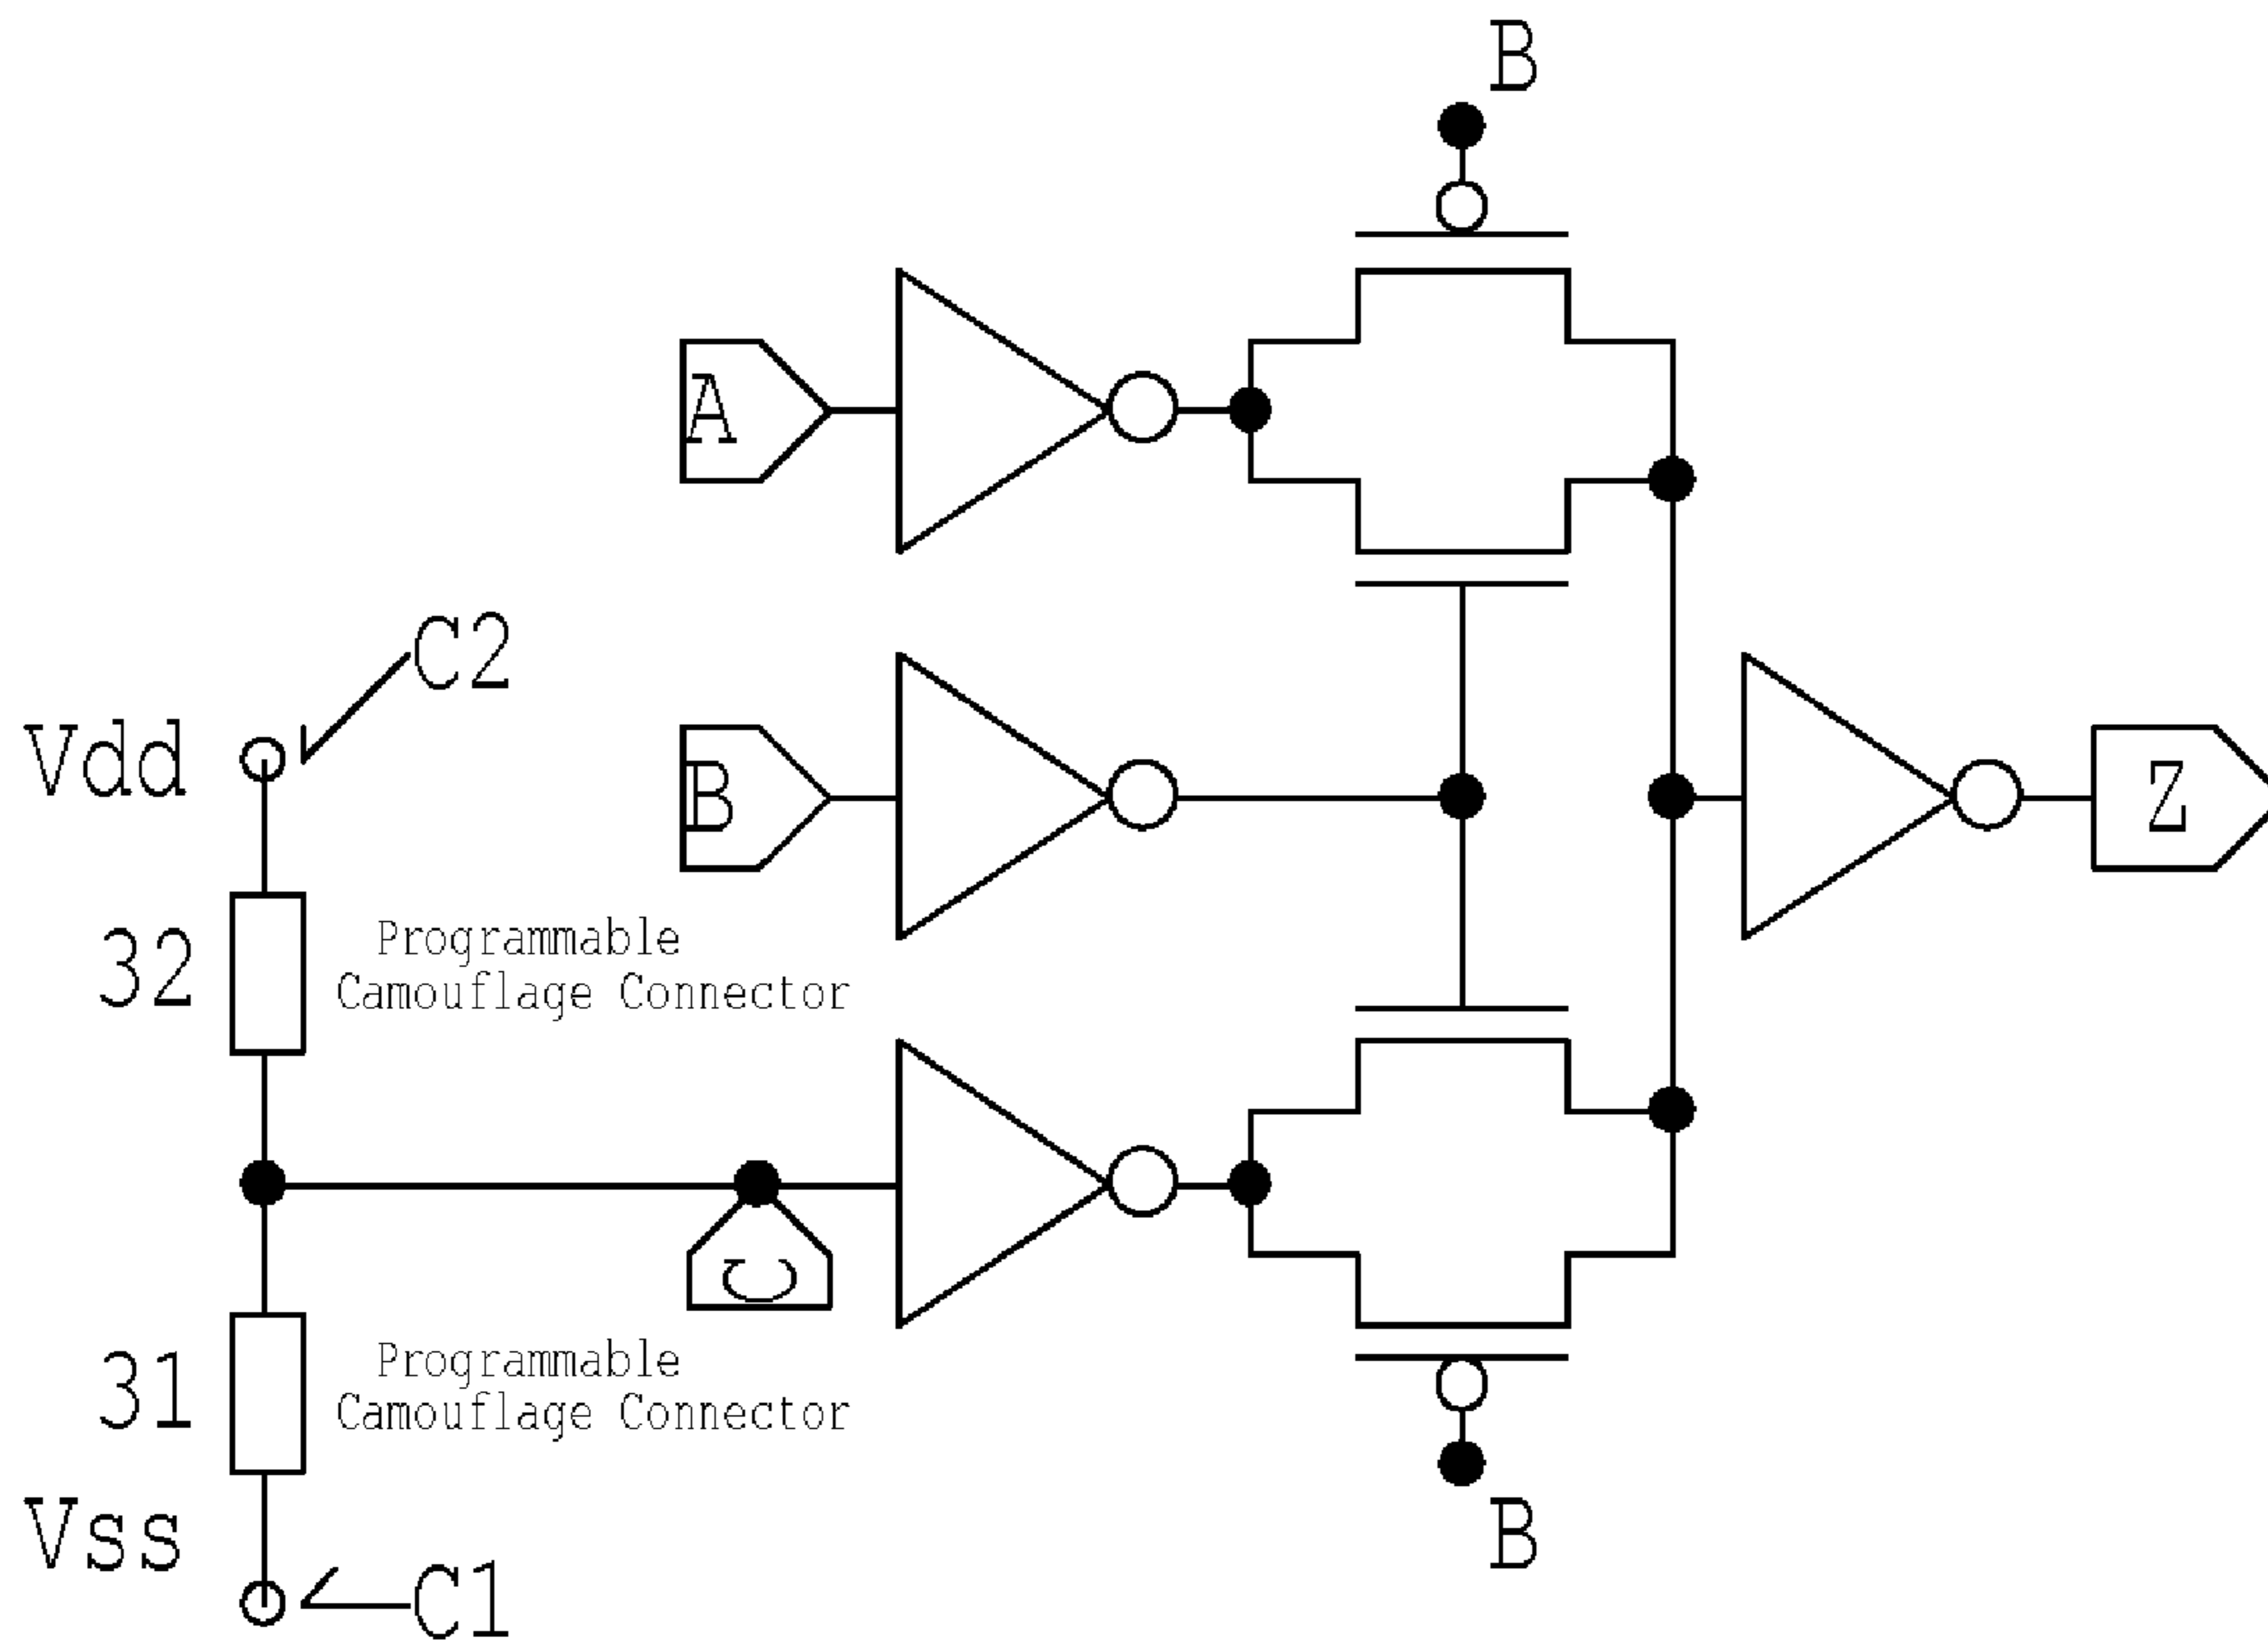 B
A
C2
Vdd
B
Z
32
Programmable
Camouflage Connector
C
31
Programmable
Camouflage Connector
Vss
B
C1